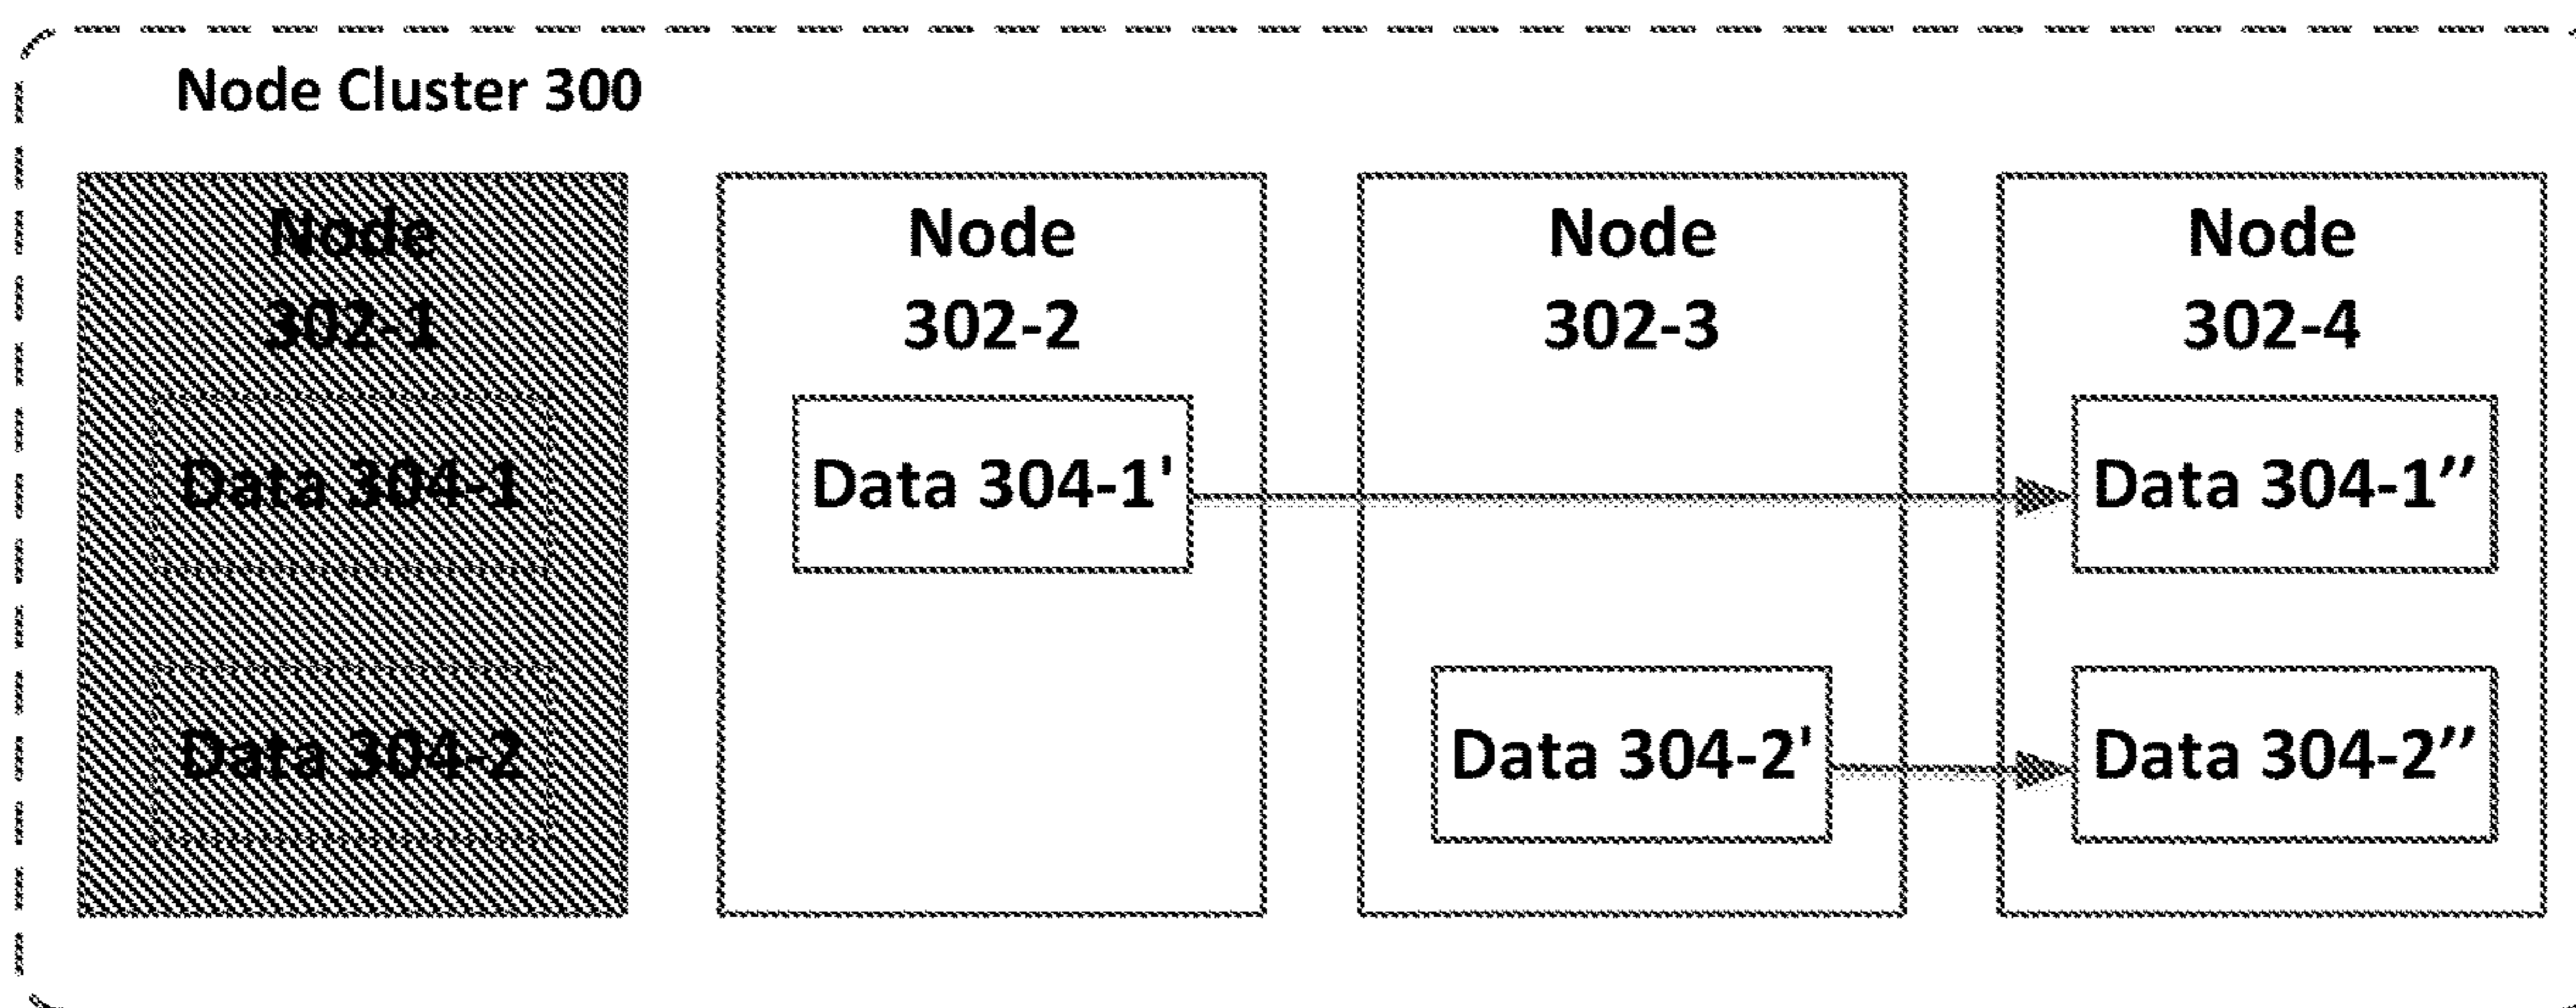 Node Cluster 300
Node
302-1
Data 304-1
Data 304-2
Node
302-2
Data 304-1'
Node
302-3
Data 304-2'
Node
302-4
Data 304-1’’
Data 304-2’’